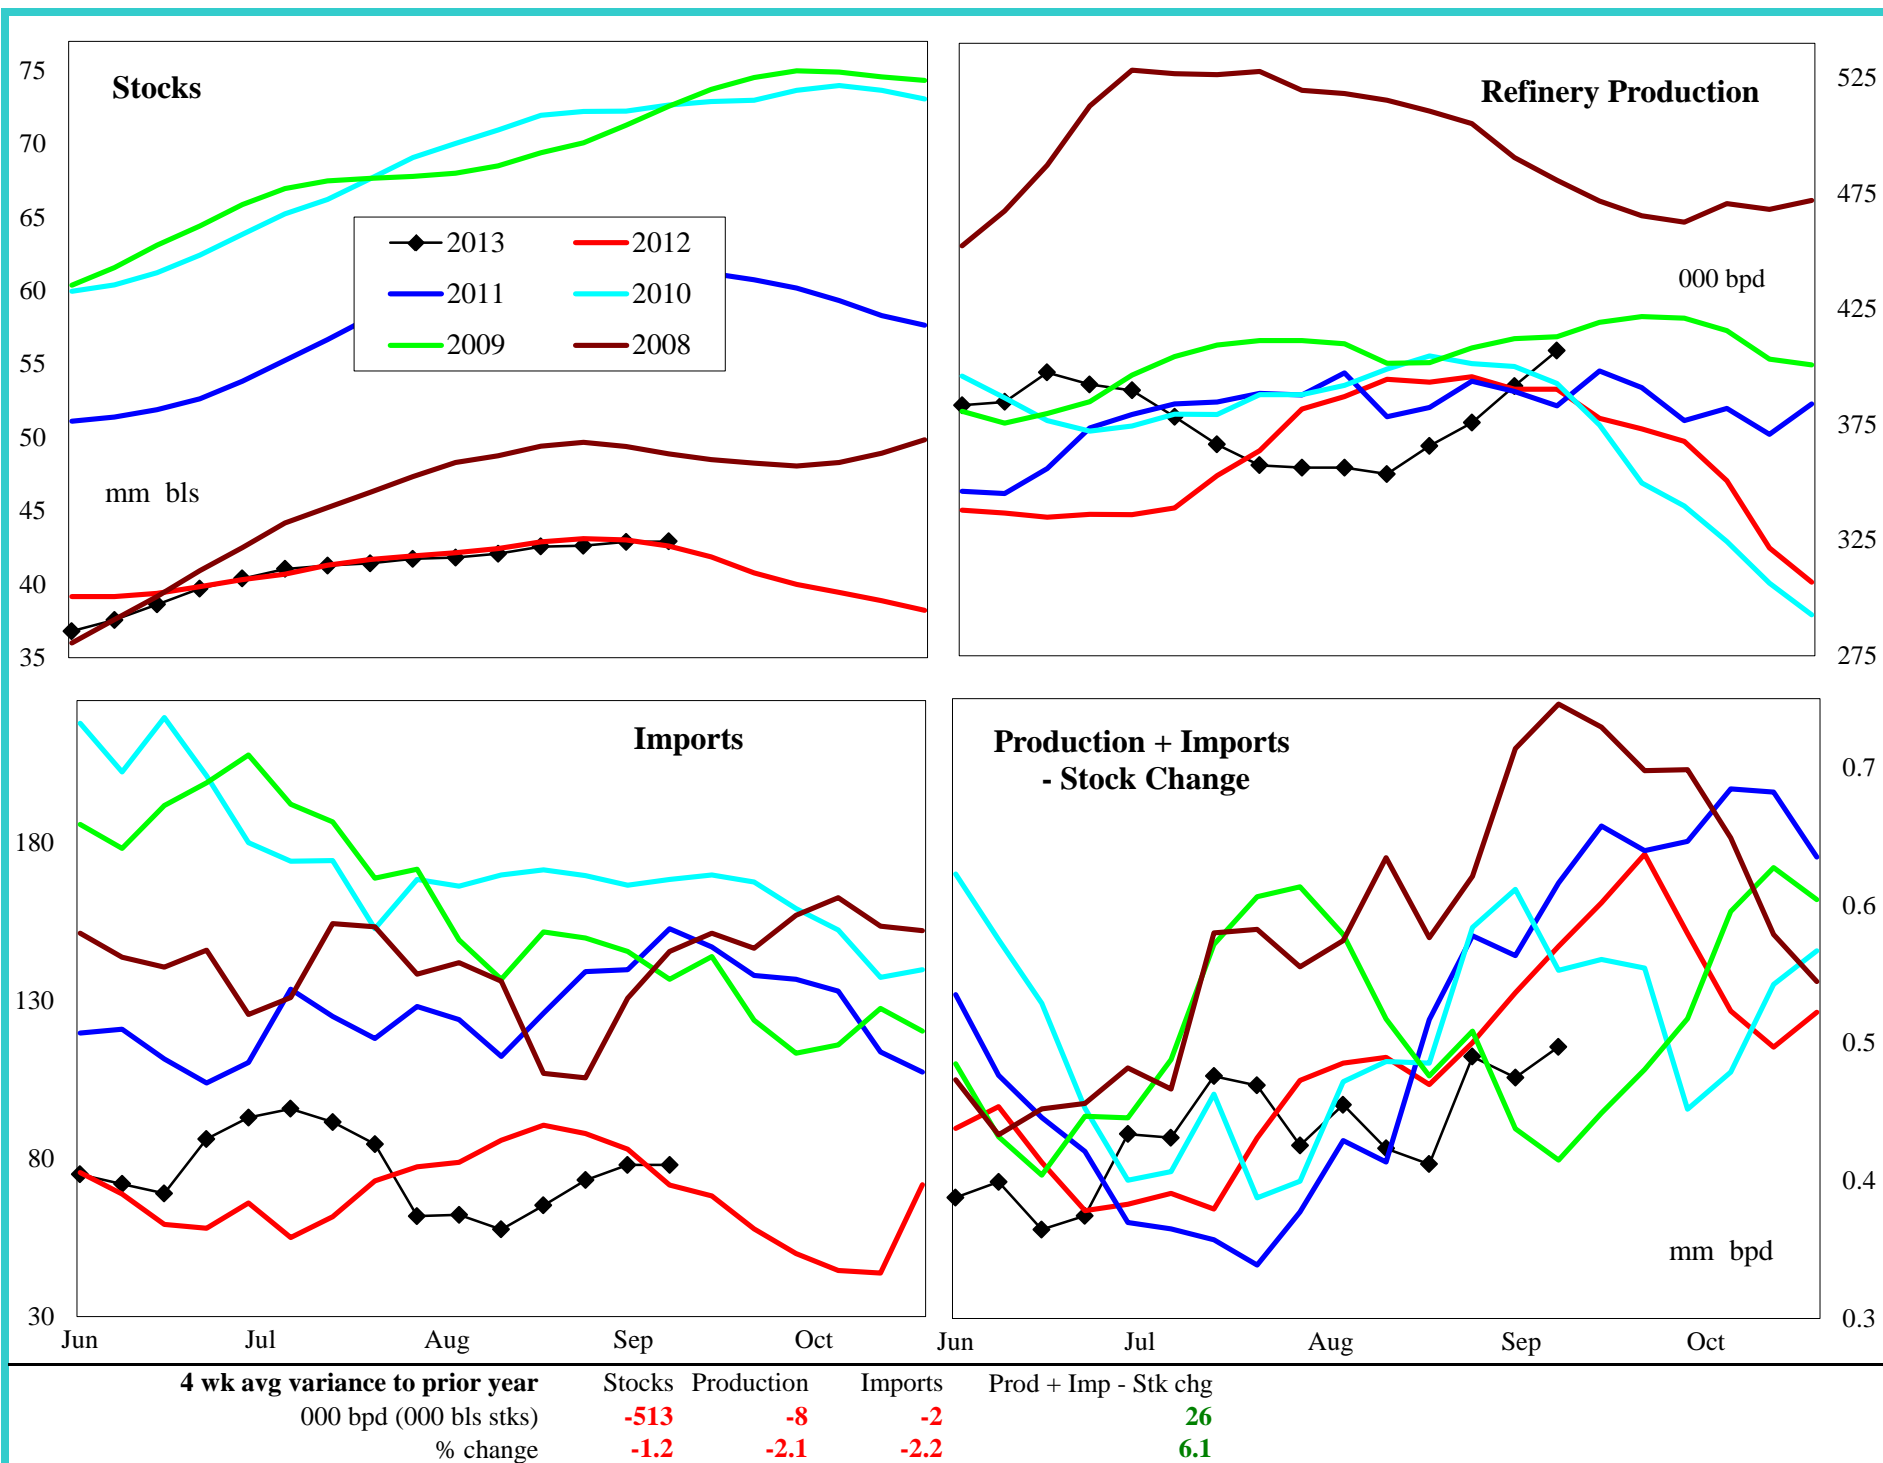 Stocks
75
70
65
60
55
50
45
40
35
mm bls
2013
2012
2011
2010
2009
2008
Refinery Production
000 bpd
525
475
425
375
325
275
Imports
180
130
80
30
Jun Jul Aug Sep Oct
Production + Imports
- Stock Change
0.7
0.6
0.5
0.4
0.3
mm bpd
Jun Jul Aug Sep Oct
4 wk avg variance to prior year Stocks Production Imports Prod + Imp - Stk chg
000 bpd (000 bls stks) -513 -8 -2 26
% change -1.2 -2.1 -2.2 6.1